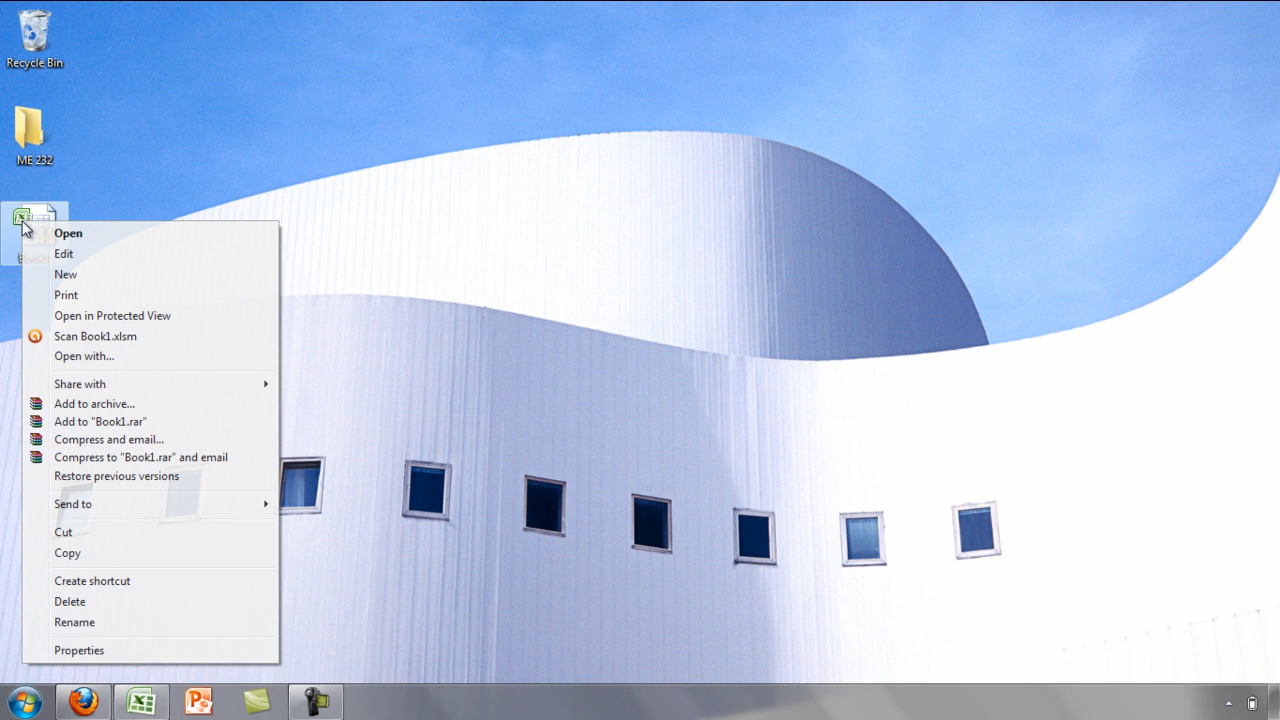 Recycle Bin
ME 232
Open
Edit
New
Print
Open in Protected View
Scan Book1.xlsm
Open with...
Share with
Add to archive...
Add to "Book1.rar"
Compress and email...
Compress to "Book1.rar" and email
Restore previous versions
Send to
Cut
Copy
Create shortcut
Delete
Rename
Properties